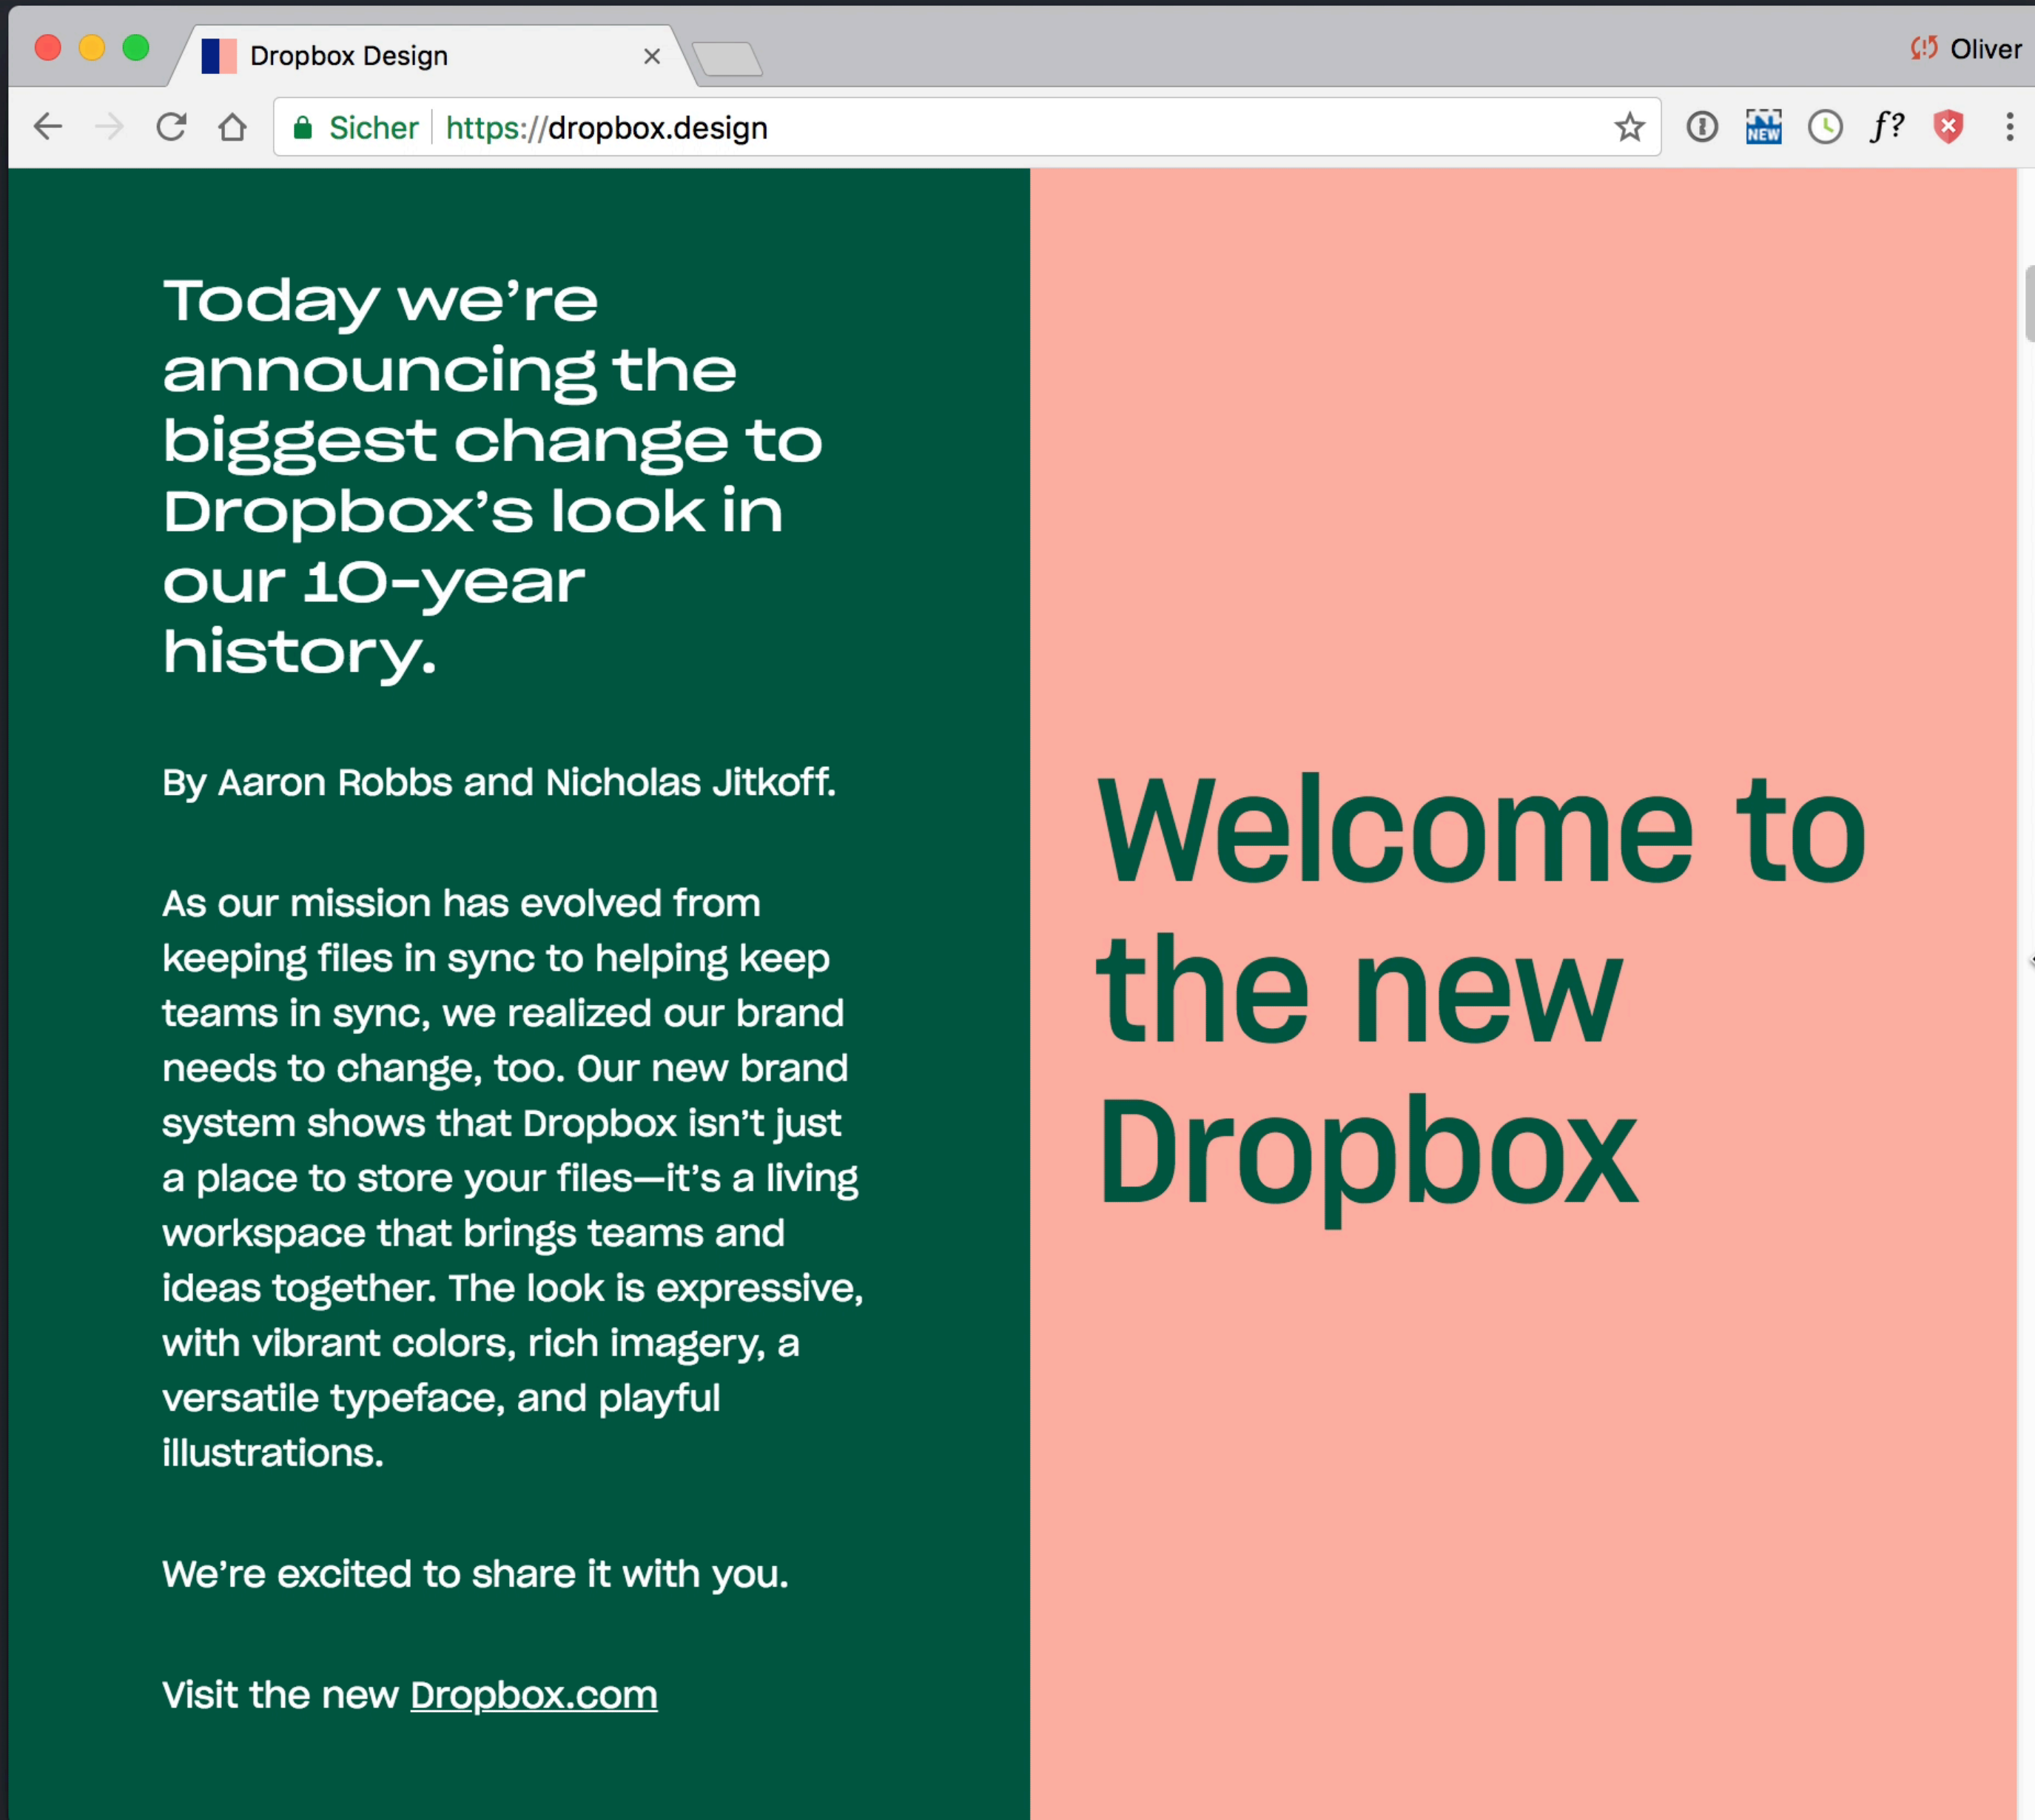 Dropbox Design
Oliver
Sicher
https://dropbox.design
NEW
f?
Today we’re
announcing the
biggest change to
Dropbox’s look in
our 10-year
history.
By Aaron Robbs and Nicholas Jitkoff.
As our mission has evolved from
keeping files in sync to helping keep
teams in sync, we realized our brand
needs to change, too. Our new brand
system shows that Dropbox isn’t just
a place to store your files—it’s a living
workspace that brings teams and
ideas together. The look is expressive,
with vibrant colors, rich imagery, a
versatile typeface, and playful
illustrations.
We’re excited to share it with you.
Visit the new Dropbox.com
Welcome to
the new
Dropbox